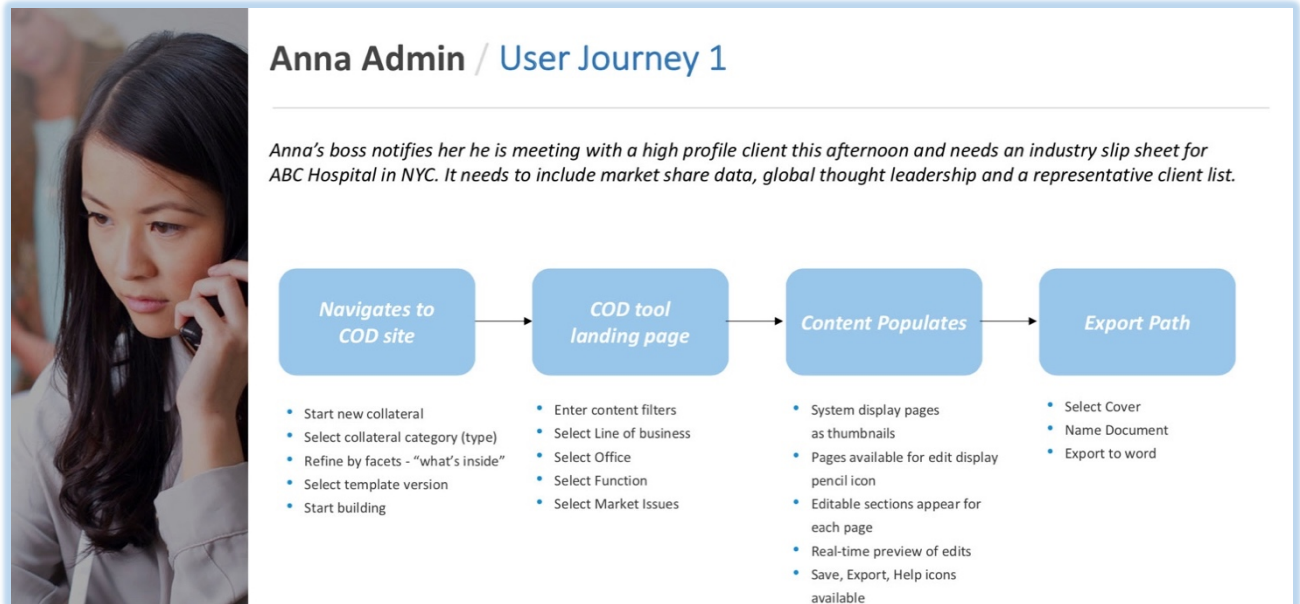 Anna Admin / User Journey 1
Anna's boss notifies her he is meeting with a high profile client this afternoon and needs an industry slip sheet for
ABC Hospital in NYC. It needs to include market share data, global thought leadership and a representative client list.
Navigates to
COD site
COD tool
landing page
Content Populates
Export Path
• Start new collateral
• Select collateral category (type)
• Refine by facets - “what’s inside”
• Select template version
• Start building
• Enter content filters
• Select Line of business
• Select Office
• Select Function
• Select Market Issues
• System display pages
as thumbnails
• Pages available for edit display
pencil icon
• Editable sections appear for
each page
• Real-time preview of edits
• Save, Export, Help icons
available
• Select Cover
• Name Document
• Export to word